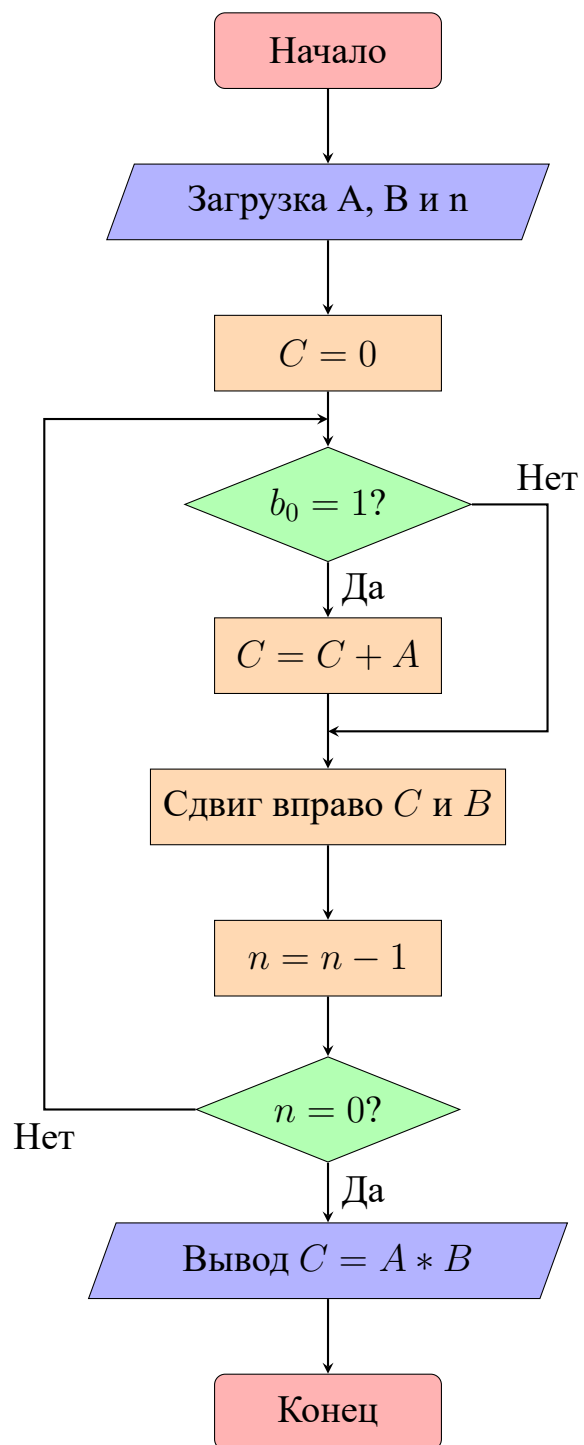 Начало
Загрузка A, B и n
C = 0
b₀ = 1?
Нет
Да
C = C + A
Сдвиг вправо C и B
n = n − 1
n = 0?
Нет
Да
Вывод C = A ∗ B
Конец